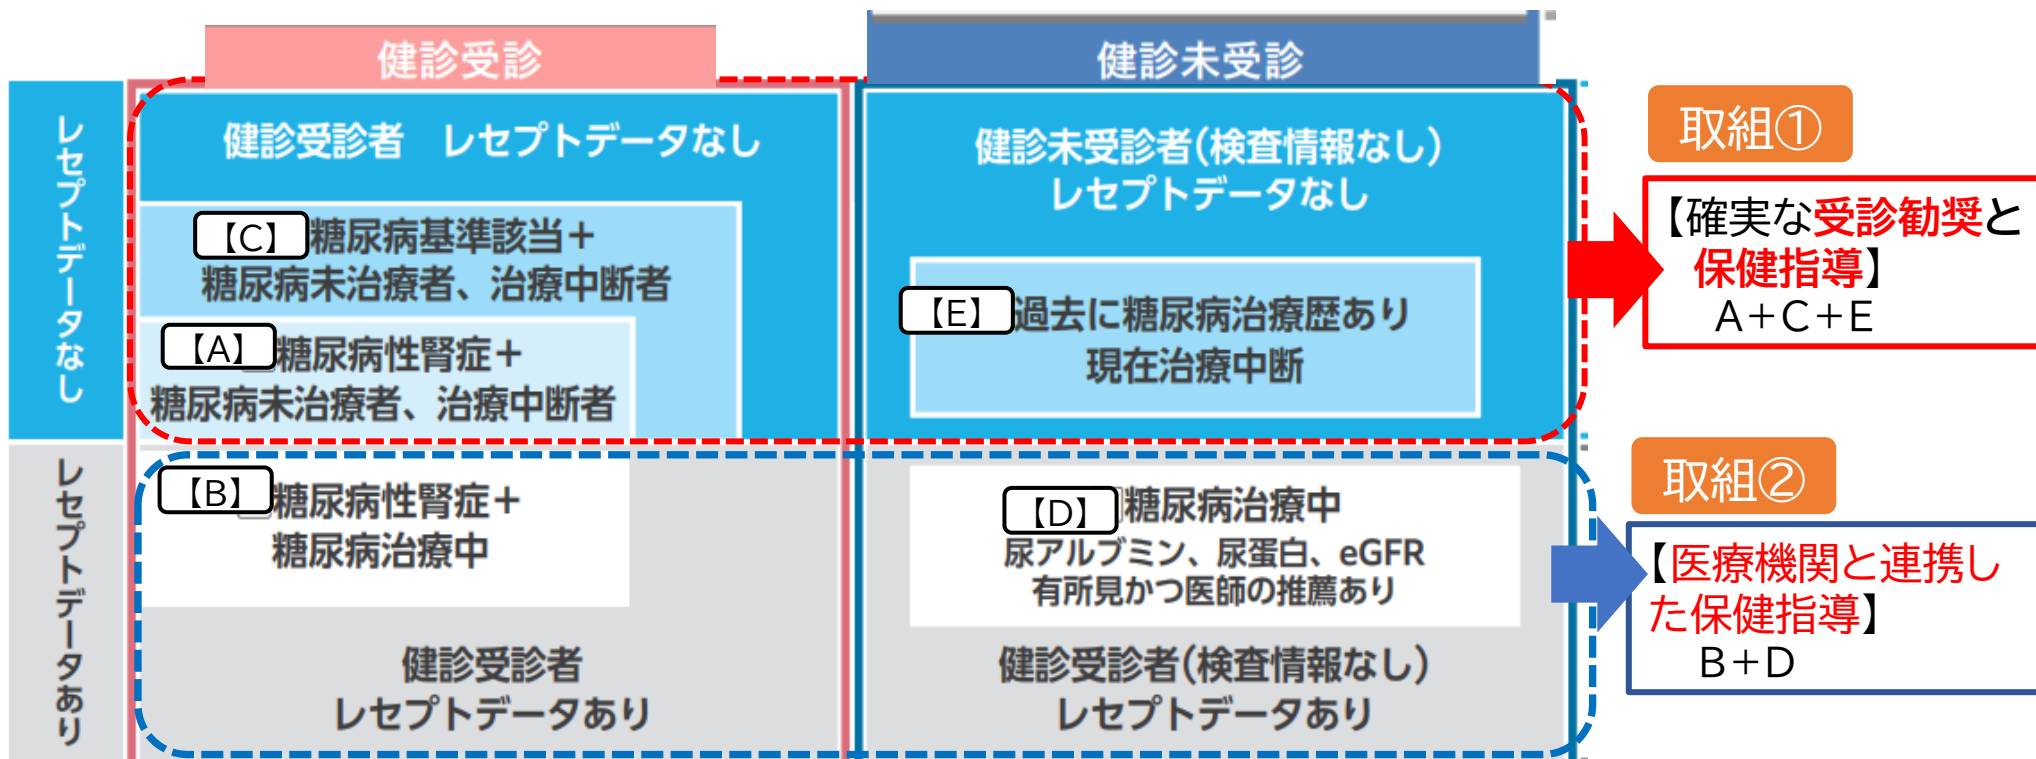 健診受診
健診未受診
レセプトデータなし
健診受診者　レセプトデータなし
【C】糖尿病基準該当＋
糖尿病未治療者、治療中断者
【A】糖尿病性腎症＋
糖尿病未治療者、治療中断者
健診未受診者(検査情報なし)
レセプトデータなし
【E】過去に糖尿病治療歴あり
現在治療中断
取組①
【確実な受診勧奨と
保健指導】
A＋C＋E
レセプトデータあり
【B】糖尿病性腎症＋
糖尿病治療中
健診受診者
レセプトデータあり
【D】糖尿病治療中
尿アルブミン、尿蛋白、eGFR
有所見かつ医師の推薦あり
健診受診者(検査情報なし)
レセプトデータあり
取組②
【医療機関と連携し
た保健指導】
B＋D